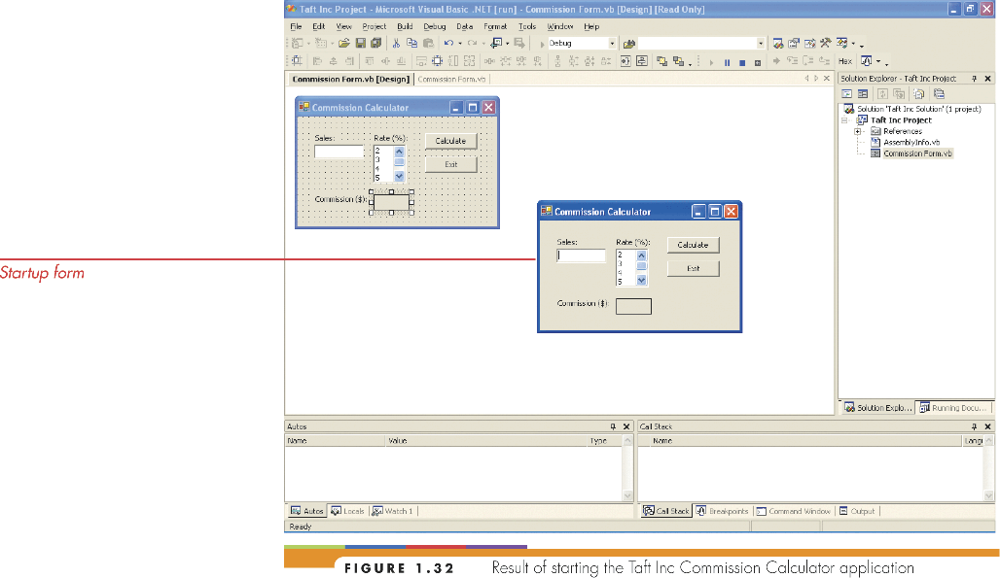 Taft Inc Project - Microsoft Visual Basic .NET [run] - Commission Form.vb [Design] [Read Only]
File Edit View Project Build Debug Data Format Tools Window Help
Debug
Hex
Commission Form.vb [Design] Commission Form.vb
Solution Explorer - Taft Inc Project
Commission Calculator
Sales:
Rate (%):
2
3
4
5
Calculate
Exit
Commission ($):
Solution 'Taft Inc Solution' (1 project)
Taft Inc Project
References
AssemblyInfo.vb
Commission Form.vb
Commission Calculator
Sales:
Rate (%):
2
3
4
5
Calculate
Exit
Commission ($):
Startup form
Solution Explo... Running Docu...
Autos
Name Value Type
Call Stack
Name Langu
Autos Locals Watch 1
Call Stack Breakpoints Command Window Output
Ready
FIGURE 1.32 Result of starting the Taft Inc Commission Calculator application